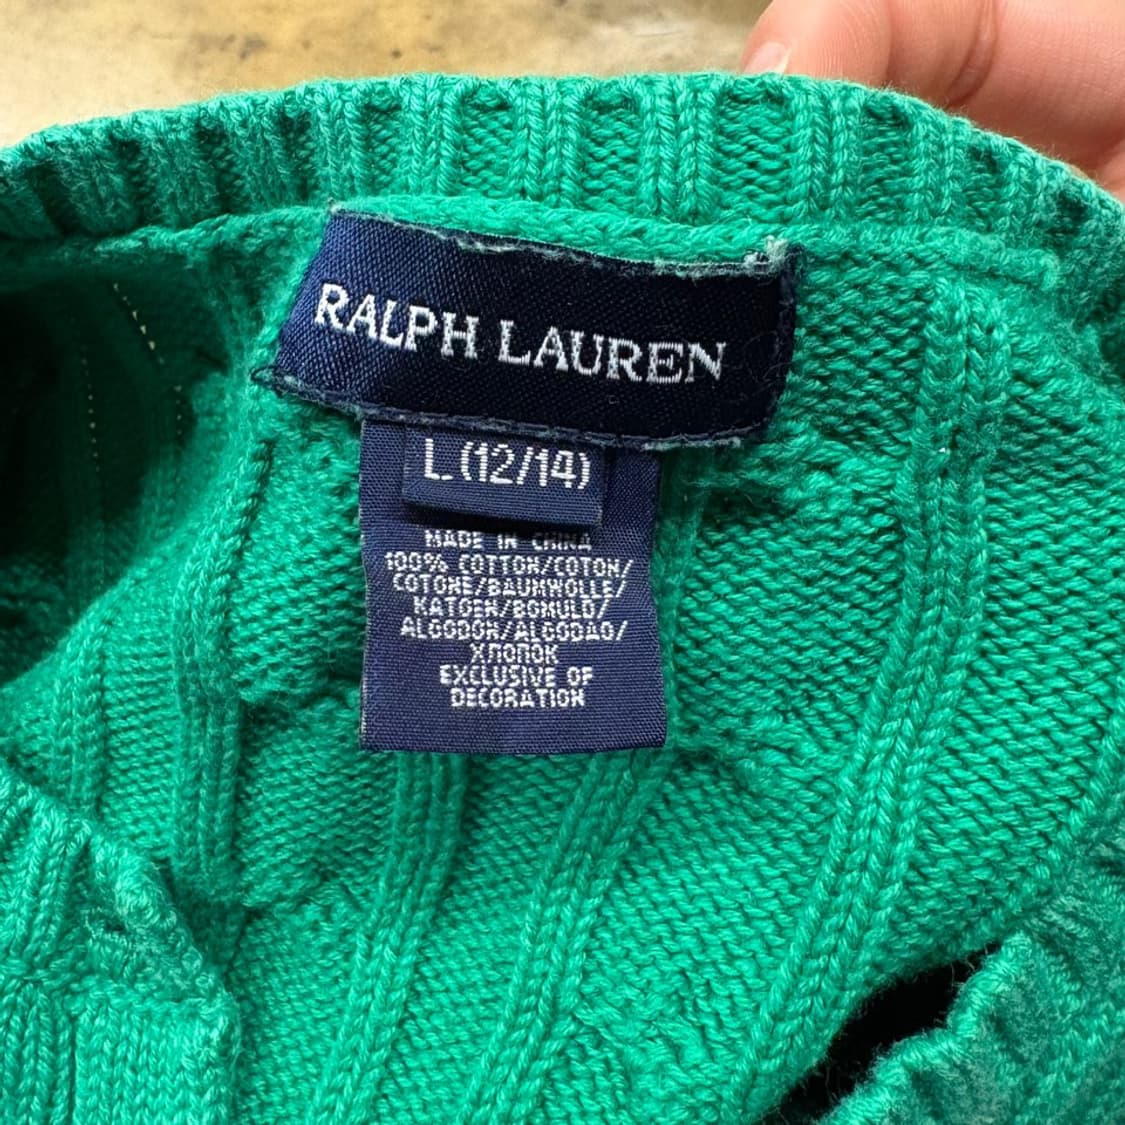 RALPH LAUREN
L (12/14)
MADE IN CHINA
100% COTTON/COTON/
COTONE/BAUMWOLLE/
KATOEN/BOMULD/
ALGODON/ALGODAO/
ХЛОПОК
EXCLUSIVE OF
DECORATION